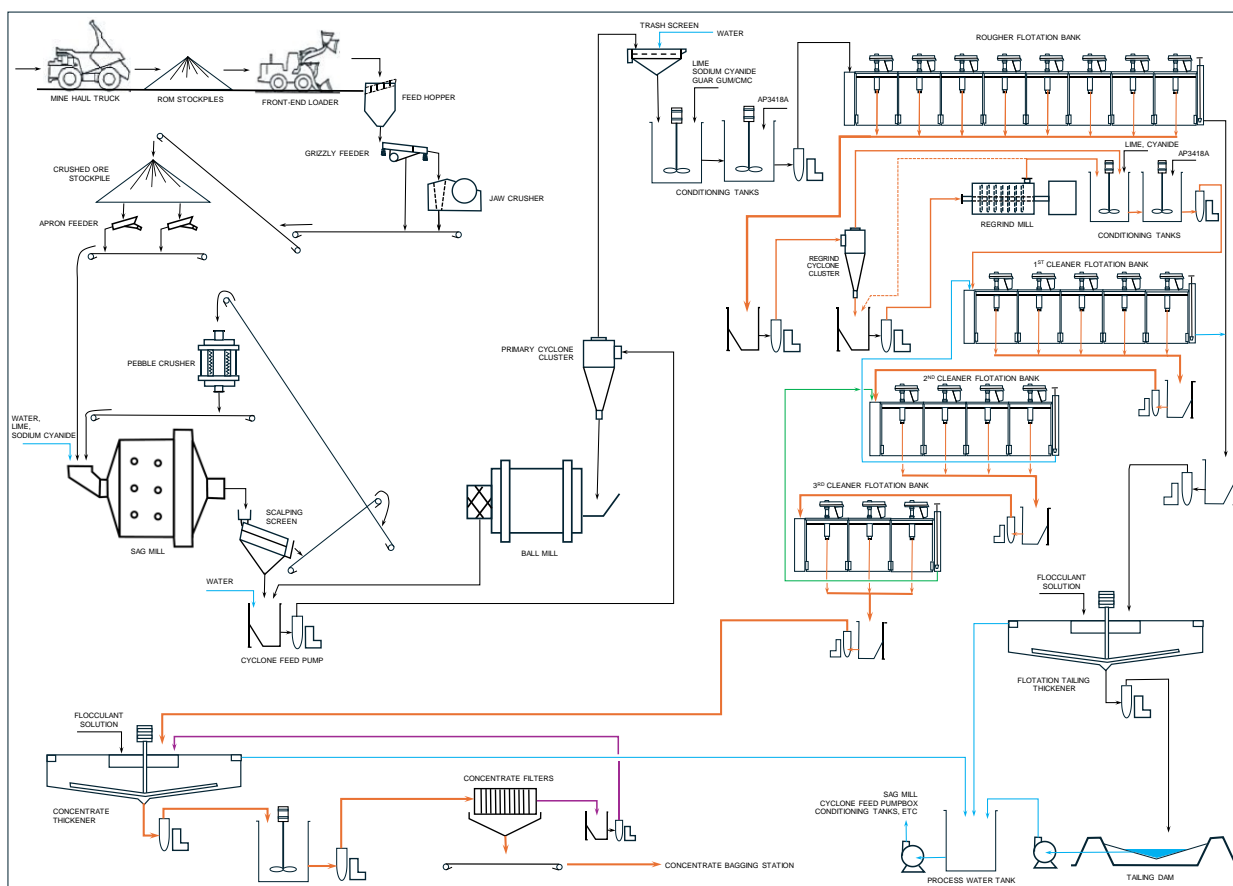 TRASH SCREEN
WATER
LIME
SODIUM CYANIDE
GUAR GUM/CMC
AP3418A
CONDITIONING TANKS
ROUGHER FLOTATION BANK
MINE HAUL TRUCK
ROM STOCKPILES
FRONT-END LOADER
FEED HOPPER
GRIZZLY FEEDER
JAW CRUSHER
CRUSHED ORE
STOCKPILE
APRON FEEDER
LIME, CYANIDE
AP3418A
REGRIND MILL
CONDITIONING TANKS
REGRIND
CYCLONE
CLUSTER
1ST CLEANER FLOTATION BANK
PEBBLE CRUSHER
PRIMARY CYCLONE
CLUSTER
2ND CLEANER FLOTATION BANK
WATER,
LIME,
SODIUM CYANIDE
SAG MILL
SCALPING
SCREEN
BALL MILL
3RD CLEANER FLOTATION BANK
WATER
CYCLONE FEED PUMP
FLOCCULANT
SOLUTION
FLOTATION TAILING
THICKENER
FLOCCULANT
SOLUTION
CONCENTRATE
THICKENER
CONCENTRATE FILTERS
CONCENTRATE BAGGING STATION
SAG MILL
CYCLONE FEED PUMPBOX
CONDITIONING TANKS, ETC
PROCESS WATER TANK
TAILING DAM